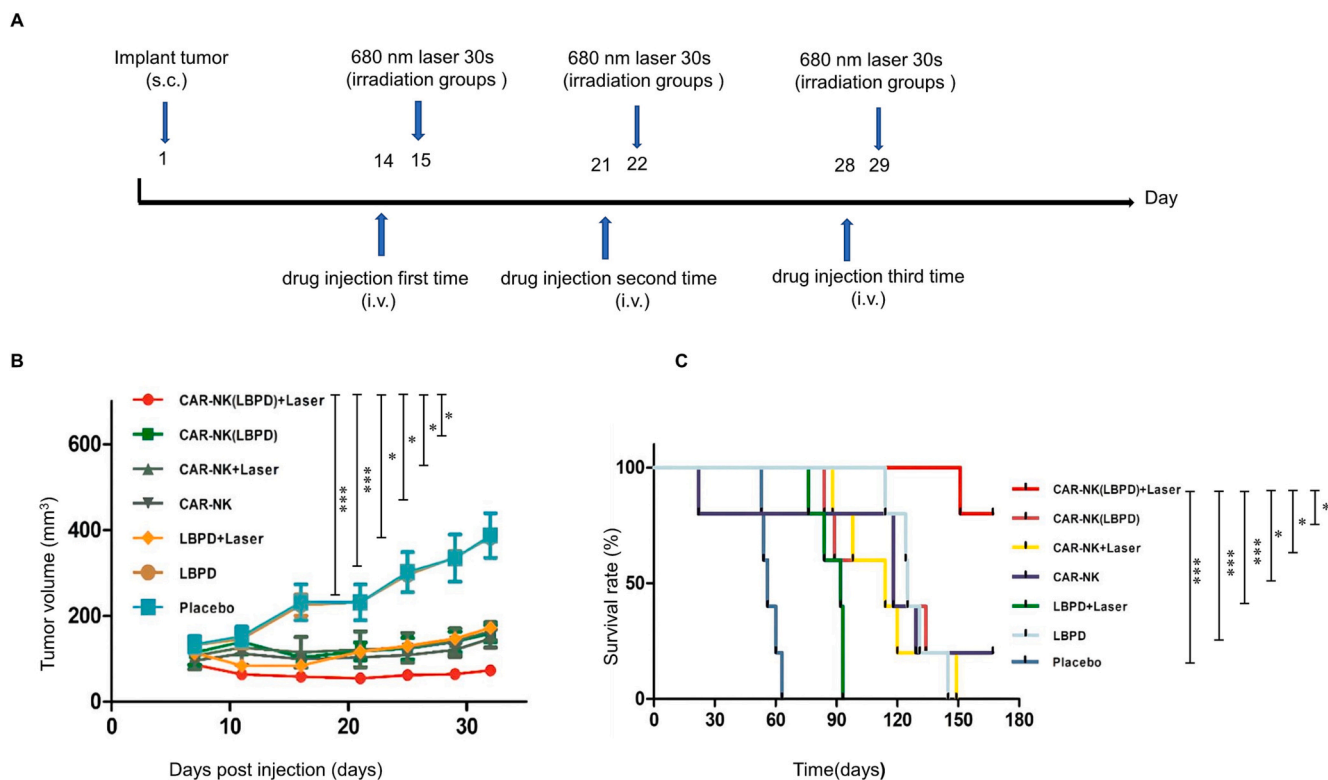 A
Implant tumor
(s.c.)
680 nm laser 30s
(irradiation groups )
680 nm laser 30s
(irradiation groups )
680 nm laser 30s
(irradiation groups )
1
14
15
21
22
28
29
Day
drug injection first time
(i.v.)
drug injection second time
(i.v.)
drug injection third time
(i.v.)
B
CAR-NK(LBPD)+Laser
CAR-NK(LBPD)
CAR-NK+Laser
CAR-NK
LBPD+Laser
LBPD
Placebo
***
***
*
*
*
*
Tumor volume (mm³)
600
400
200
0
0
10
20
30
Days post injection (days)
C
Survival rate (%)
100
50
0
0
30
60
90
120
150
180
Time(days)
CAR-NK(LBPD)+Laser
CAR-NK(LBPD)
CAR-NK+Laser
CAR-NK
LBPD+Laser
LBPD
Placebo
***
***
***
*
*
*